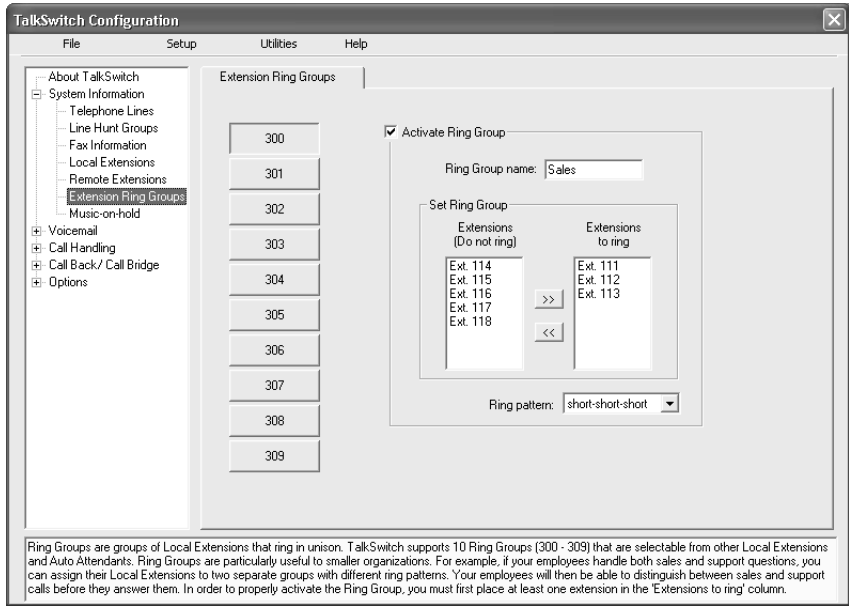 TalkSwitch Configuration
File Setup Utilities Help
About TalkSwitch
System Information
Telephone Lines
Line Hunt Groups
Fax Information
Local Extensions
Remote Extensions
Extension Ring Groups
Music-on-hold
Voicemail
Call Handling
Call Back/ Call Bridge
Options
Extension Ring Groups
300
301
302
303
304
305
306
307
308
309
Activate Ring Group
Ring Group name: Sales
Set Ring Group
Extensions
(Do not ring)
Ext. 114
Ext. 115
Ext. 116
Ext. 117
Ext. 118
>>
<<
Extensions
to ring
Ext. 111
Ext. 112
Ext. 113
Ring pattern: short-short-short
Ring Groups are groups of Local Extensions that ring in unison. TalkSwitch supports 10 Ring Groups (300 - 309) that are selectable from other Local Extensions
and Auto Attendants. Ring Groups are particularly useful to smaller organizations. For example, if your employees handle both sales and support questions, you
can assign their Local Extensions to two separate groups with different ring patterns. Your employees will then be able to distinguish between sales and support
calls before they answer them. In order to properly activate the Ring Group, you must first place at least one extension in the 'Extensions to ring' column.